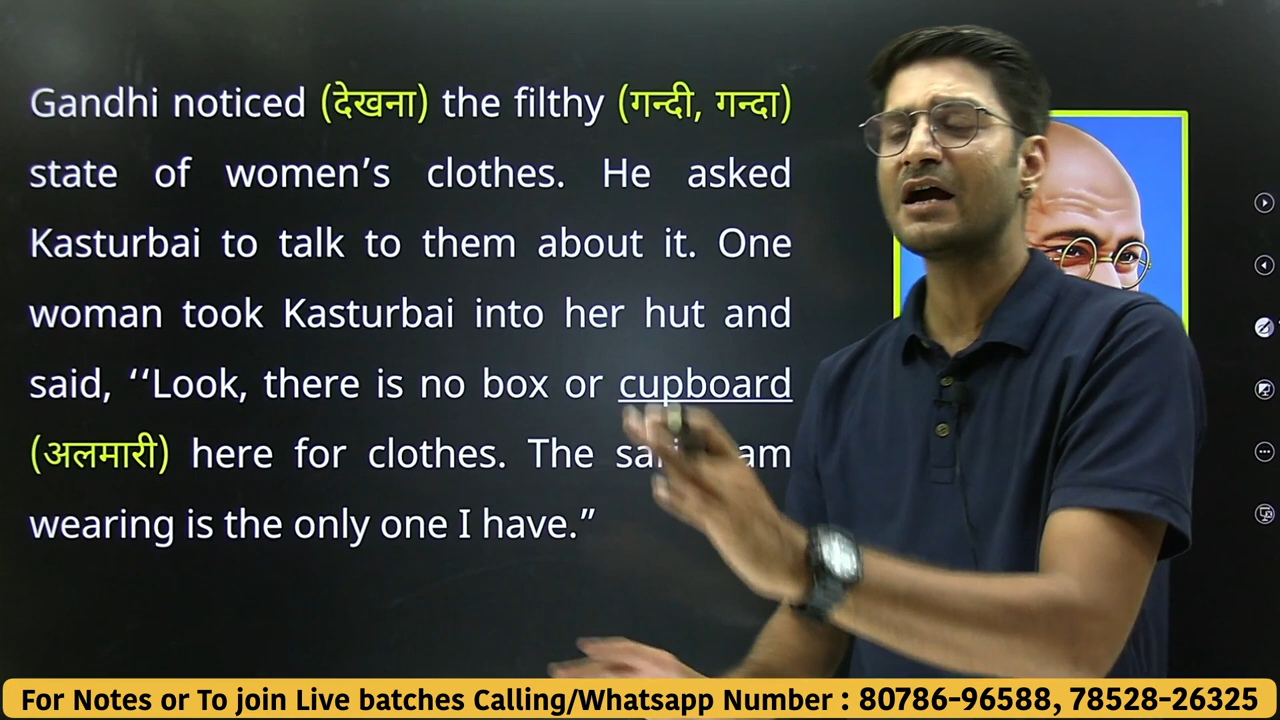 Gandhi noticed (देखना) the filthy (गन्दी, गन्दा)
state of women’s clothes. He asked
Kasturbai to talk to them about it. One
woman took Kasturbai into her hut and
said, ‘‘Look, there is no box or cupboard
(अलमारी) here for clothes. The am
wearing is the only one I have.”
For Notes or To join Live batches Calling/Whatsapp Number : 80786-96588, 78528-26325